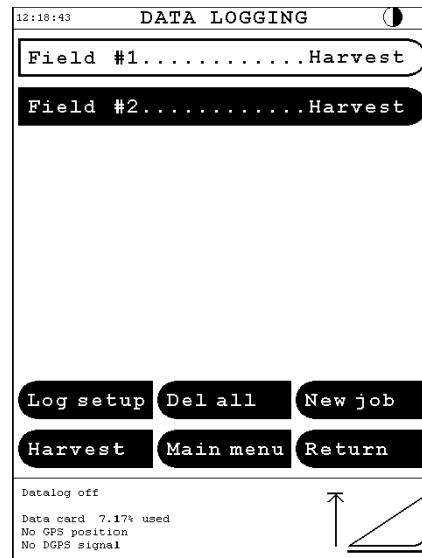 12:18:43 DATA LOGGING
Field #1............Harvest
Field #2............Harvest
Log setup Del all New job
Harvest Main menu Return
Datalog off
Data card 7.17% used
No GPS position
No DGPS signal